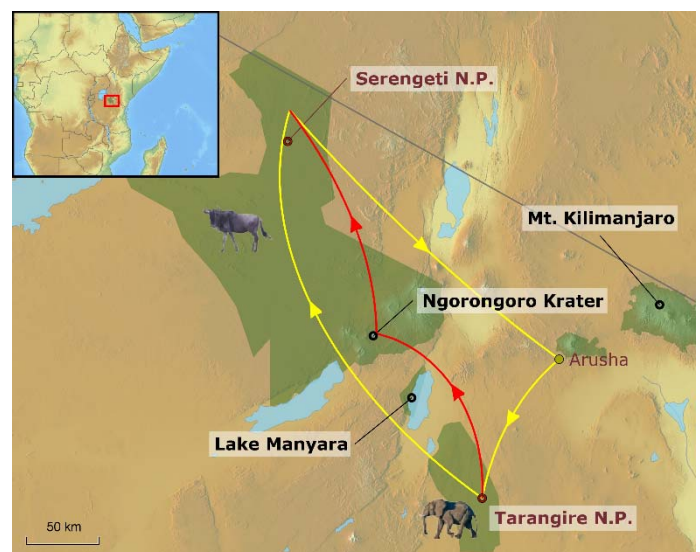 Serengeti N.P.
Mt. Kilimanjaro
Ngorongoro Krater
Arusha
Lake Manyara
Tarangire N.P.
50 km